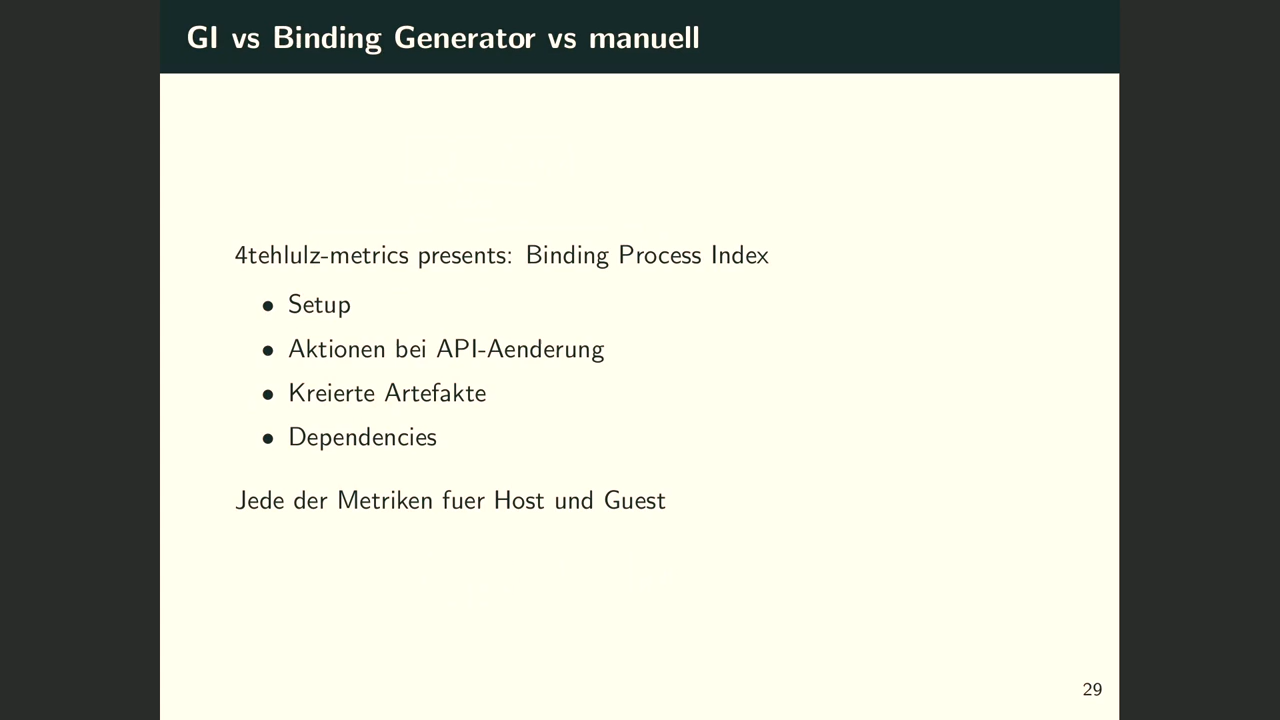 GI vs Binding Generator vs manuell
4tehlulz-metrics presents: Binding Process Index
• Setup
• Aktionen bei API-Aenderung
• Kreierte Artefakte
• Dependencies
Jede der Metriken fuer Host und Guest
29